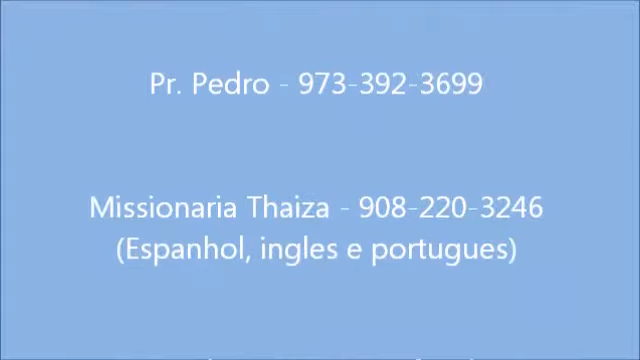 Pr. Pedro - 973-392-3699
Missionaria Thaiza - 908-220-3246
(Espanhol, ingles e portugues)